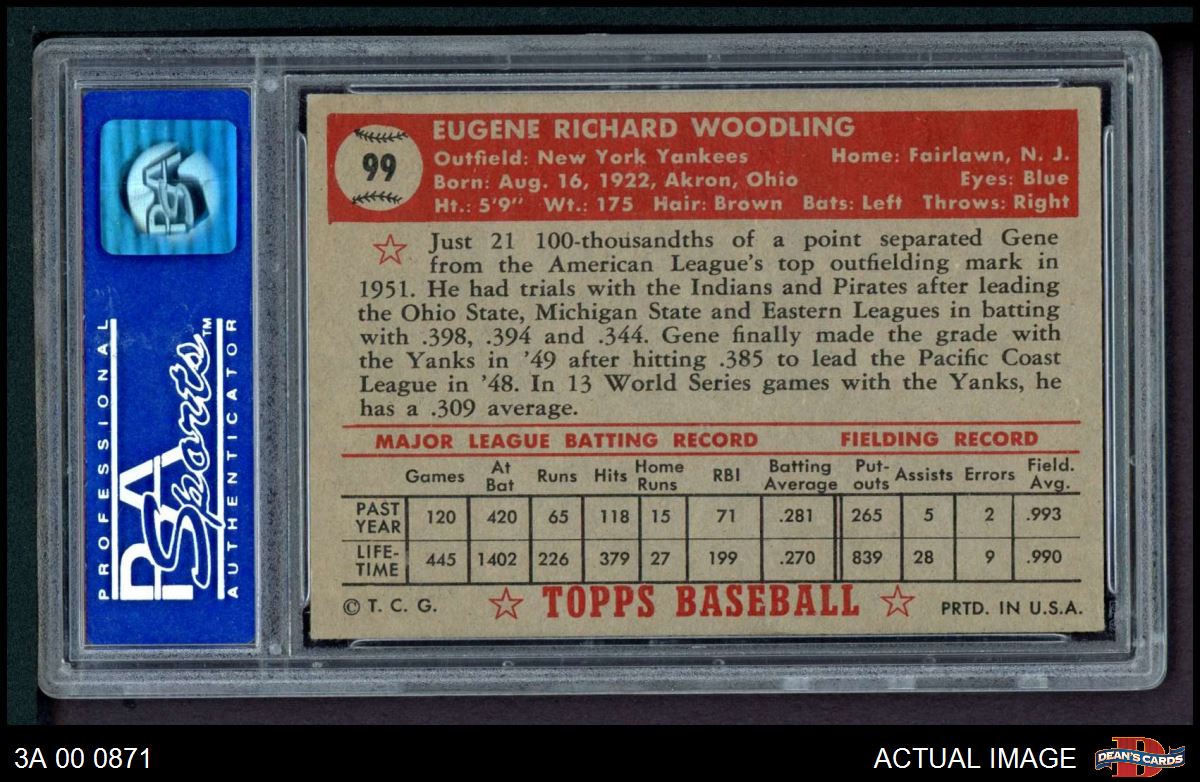 PSA
PROFESSIONAL
PSA Sports™
AUTHENTICATOR
99
EUGENE RICHARD WOODLING
Outfield: New York Yankees Home: Fairlawn, N. J.
Born: Aug. 16, 1922, Akron, Ohio Eyes: Blue
Ht.: 5'9" Wt.: 175 Hair: Brown Bats: Left Throws: Right
Just 21 100-thousandths of a point separated Gene
from the American League's top outfielding mark in
1951. He had trials with the Indians and Pirates after leading
the Ohio State, Michigan State and Eastern Leagues in batting
with .398, .394 and .344. Gene finally made the grade with
the Yanks in '49 after hitting .385 to lead the Pacific Coast
League in '48. In 13 World Series games with the Yanks, he
has a .309 average.
MAJOR LEAGUE BATTING RECORD FIELDING RECORD
Games At Bat Runs Hits Home Runs RBI Batting Average Put-outs Assists Errors Field. Avg.
PAST YEAR 120 420 65 118 15 71 .281 265 5 2 .993
LIFE-TIME 445 1402 226 379 27 199 .270 839 28 9 .990
© T. C. G. TOPPS BASEBALL PRTD. IN U.S.A.
3A 00 0871 ACTUAL IMAGE
D
DEAN'S CARDS